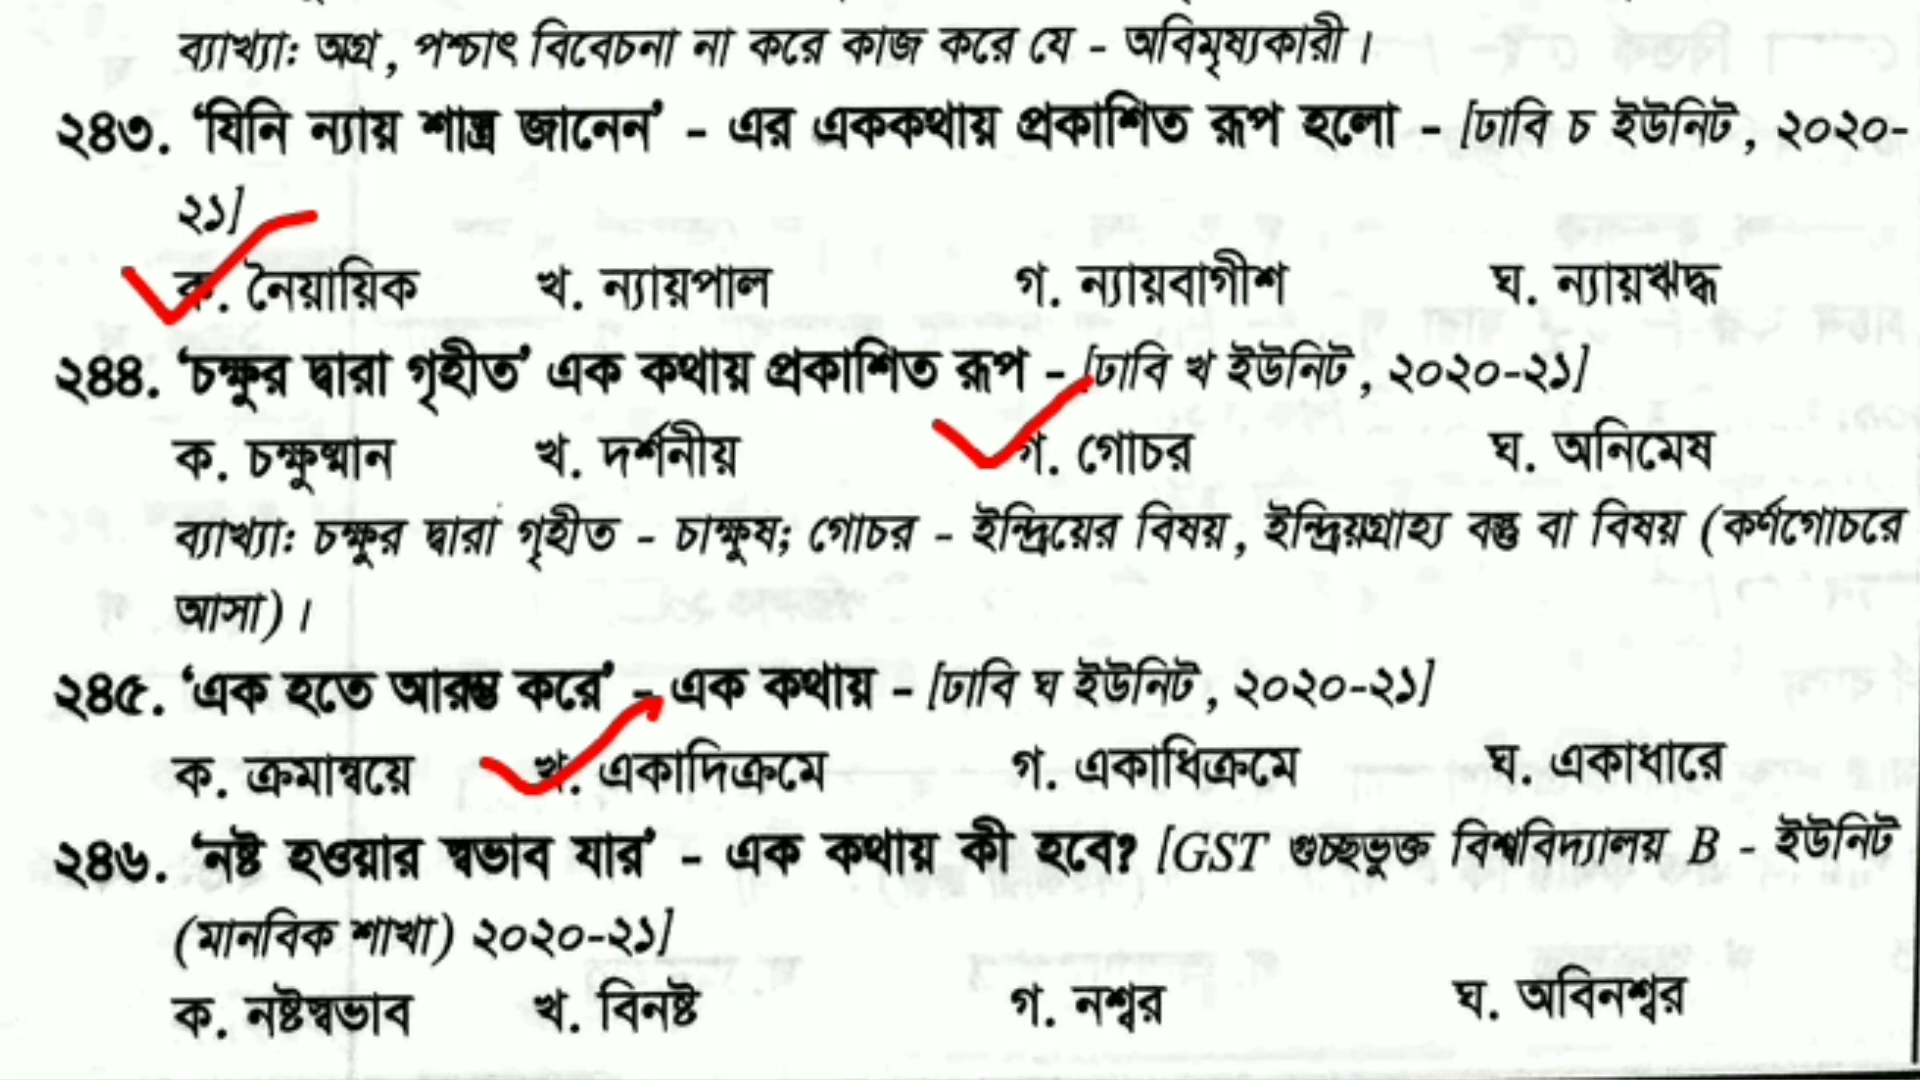 ব্যাখ্যাঃ অগ্র, পশ্চাৎ বিবেচনা না করে কাজ করে যে - অবিমৃষ্যকারী।
২৪৩. ‘যিনি ন্যায় শাস্ত্র জানেন’ - এর এককথায় প্রকাশিত রূপ হলো - [ঢাবি চ ইউনিট, ২০২০-
২১]
ক. নৈয়ায়িক খ. ন্যায়পাল গ. ন্যায়বাগীশ ঘ. ন্যায়ঋদ্ধ
২৪৪. ‘চক্ষুর দ্বারা গৃহীত’ এক কথায় প্রকাশিত রূপ - [ঢাবি খ ইউনিট, ২০২০-২১]
ক. চক্ষুষ্মান খ. দর্শনীয় গ. গোচর ঘ. অনিমেষ
ব্যাখ্যাঃ চক্ষুর দ্বারা গৃহীত - চাক্ষুষ; গোচর - ইন্দ্রিয়ের বিষয়, ইন্দ্রিয়গ্রাহ্য বস্তু বা বিষয় (কর্ণগোচরে
আসা)।
২৪৫. ‘এক হতে আরম্ভ করে’ - এক কথায় - [ঢাবি ঘ ইউনিট, ২০২০-২১]
ক. ক্রমান্বয়ে খ. একাদিক্রমে গ. একাধিক্রমে ঘ. একাধারে
২৪৬. ‘নষ্ট হওয়ার স্বভাব যার’ - এক কথায় কী হবে? [GST গুচ্ছভুক্ত বিশ্ববিদ্যালয় B - ইউনিট
(মানবিক শাখা) ২০২০-২১]
ক. নষ্টস্বভাব খ. বিনষ্ট গ. নশ্বর ঘ. অবিনশ্বর